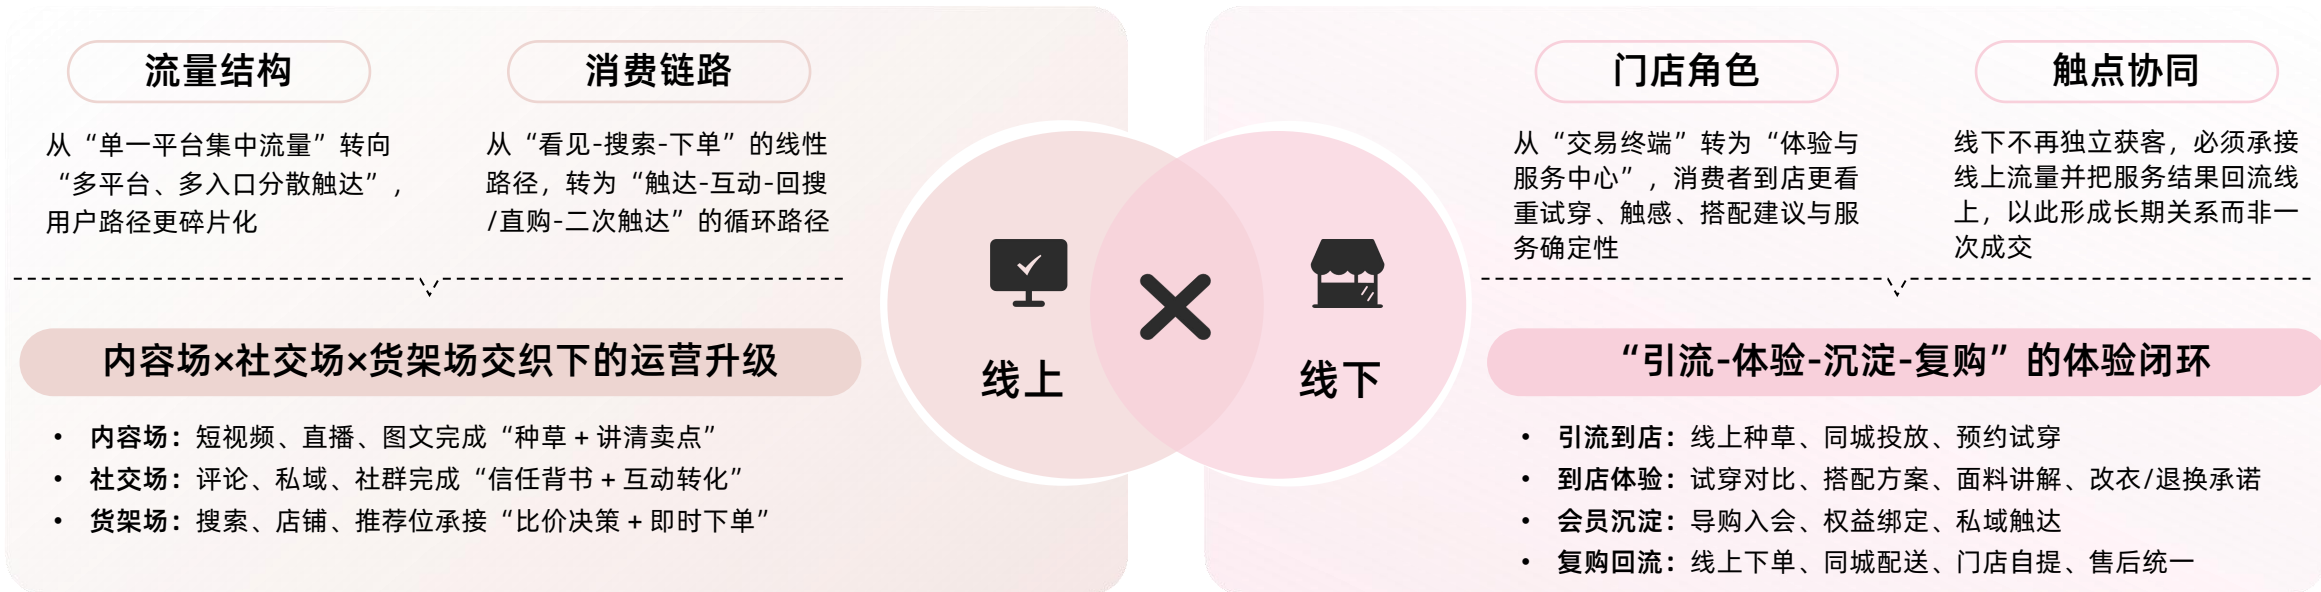 流量结构
从“单一平台集中流量”转向
“多平台、多入口分散触达”，
用户路径更碎片化
消费链路
从“看见-搜索-下单”的线性
路径，转为“触达-互动-回搜
/直购-二次触达”的循环路径
内容场×社交场×货架场交织下的运营升级
• 内容场：短视频、直播、图文完成“种草 + 讲清卖点”
• 社交场：评论、私域、社群完成“信任背书 + 互动转化”
• 货架场：搜索、店铺、推荐位承接“比价决策 + 即时下单”
线上
线下
门店角色
从“交易终端”转为“体验与
服务中心”，消费者到店更看
重试穿、触感、搭配建议与服
务确定性
触点协同
线下不再独立获客，必须承接
线上流量并把服务结果回流线
上，以此形成长期关系而非一
次成交
“引流-体验-沉淀-复购”的体验闭环
• 引流到店：线上种草、同城投放、预约试穿
• 到店体验：试穿对比、搭配方案、面料讲解、改衣/退换承诺
• 会员沉淀：导购入会、权益绑定、私域触达
• 复购回流：线上下单、同城配送、门店自提、售后统一